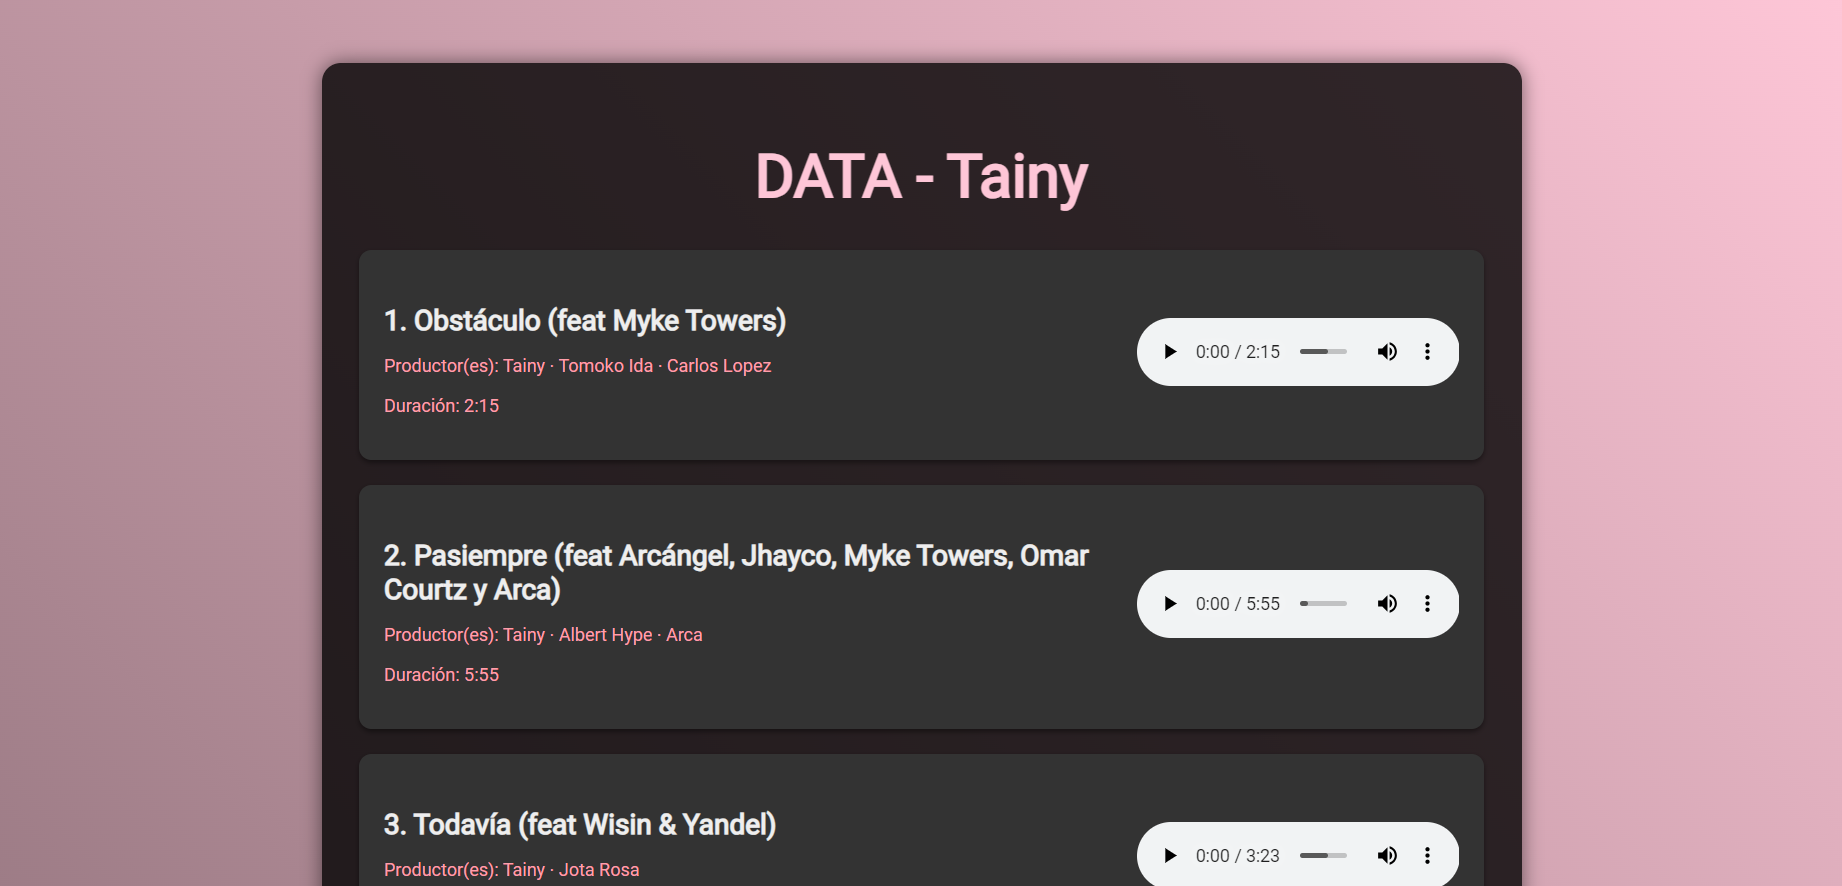 DATA - Tainy
1. Obstáculo (feat Myke Towers)
Productor(es): Tainy · Tomoko Ida · Carlos Lopez
Duración: 2:15
0:00 / 2:15
2. Pasiempre (feat Arcángel, Jhayco, Myke Towers, Omar
Courtz y Arca)
Productor(es): Tainy · Albert Hype · Arca
Duración: 5:55
0:00 / 5:55
3. Todavía (feat Wisin & Yandel)
Productor(es): Tainy · Jota Rosa
0:00 / 3:23